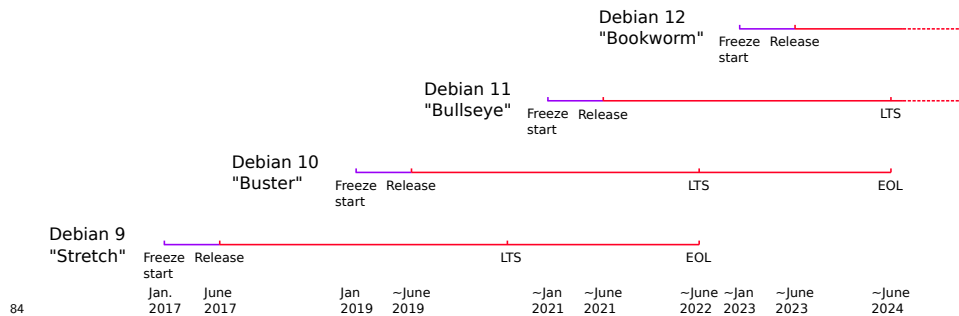 Debian 12
"Bookworm"
Freeze
start
Release
Debian 11
"Bullseye"
Freeze
start
Release
LTS
Debian 10
"Buster"
Freeze
start
Release
LTS
EOL
Debian 9
"Stretch"
Freeze
start
Release
LTS
EOL
Jan.
2017
June
2017
Jan
2019
~June
2019
~Jan
2021
~June
2021
~June
2022
~Jan
2023
~June
2023
~June
2024
84